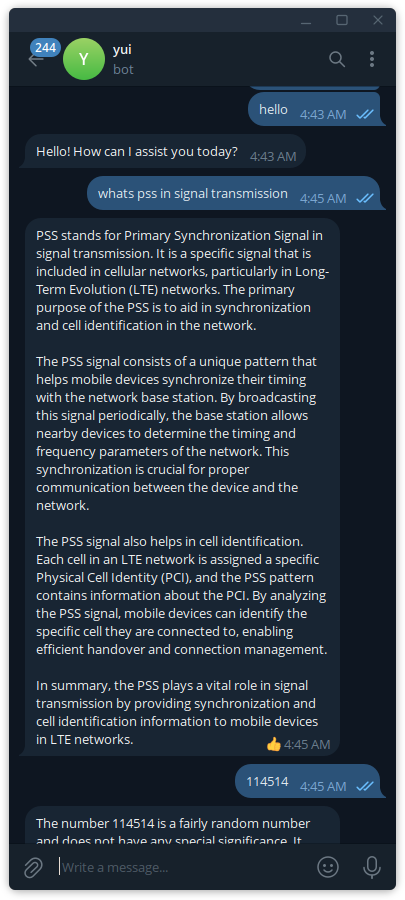 244
Y
yui
bot
hello
4:43 AM
Hello! How can I assist you today?
4:43 AM
whats pss in signal transmission
4:45 AM
PSS stands for Primary Synchronization Signal in
signal transmission. It is a specific signal that is
included in cellular networks, particularly in Long-
Term Evolution (LTE) networks. The primary
purpose of the PSS is to aid in synchronization
and cell identification in the network.
The PSS signal consists of a unique pattern that
helps mobile devices synchronize their timing
with the network base station. By broadcasting
this signal periodically, the base station allows
nearby devices to determine the timing and
frequency parameters of the network. This
synchronization is crucial for proper
communication between the device and the
network.
The PSS signal also helps in cell identification.
Each cell in an LTE network is assigned a specific
Physical Cell Identity (PCI), and the PSS pattern
contains information about the PCI. By analyzing
the PSS signal, mobile devices can identify the
specific cell they are connected to, enabling
efficient handover and connection management.
In summary, the PSS plays a vital role in signal
transmission by providing synchronization and
cell identification information to mobile devices
in LTE networks.
👍 4:45 AM
114514
4:45 AM
The number 114514 is a fairly random number
and does not have any special significance. It
Write a message...